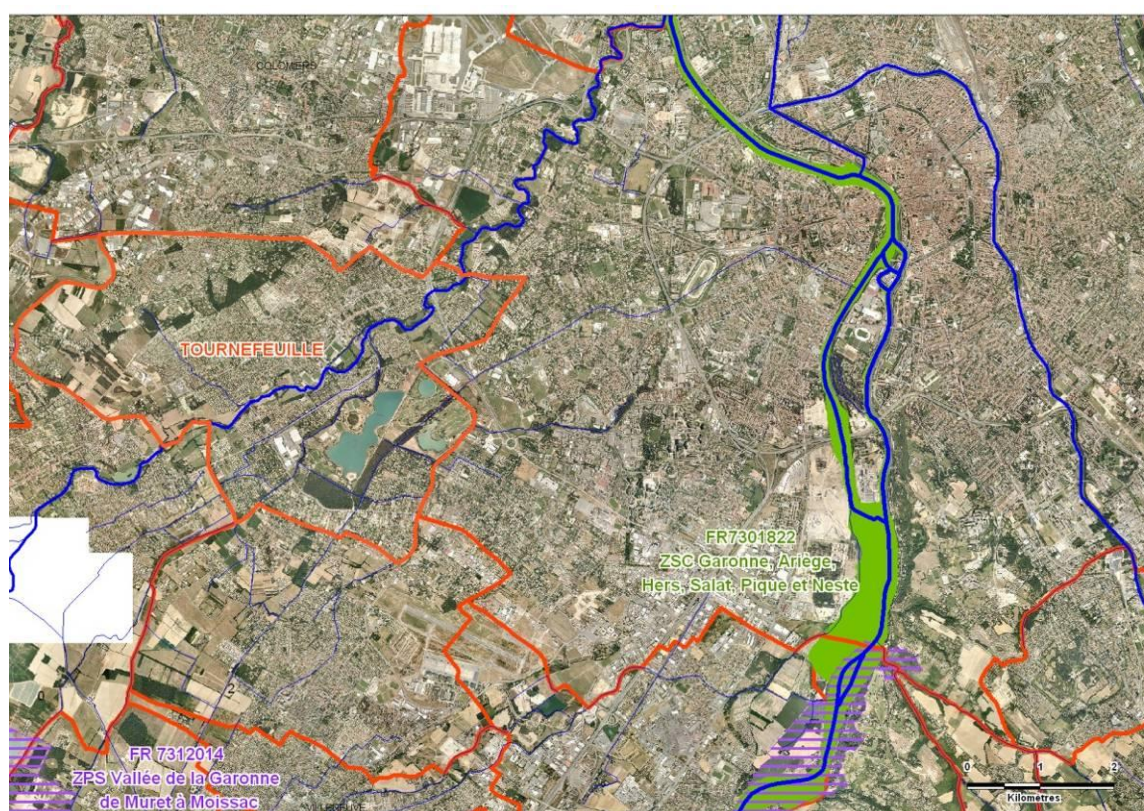 COLOMIERS
TOURNEFEUILLE
FR7301822
ZSC Garonne, Ariège,
Hers, Salat, Pique et Neste
2
FR 7312014
ZPS Vallée de la Garonne
de Muret à Moissac
0 1 2
Kilomètres